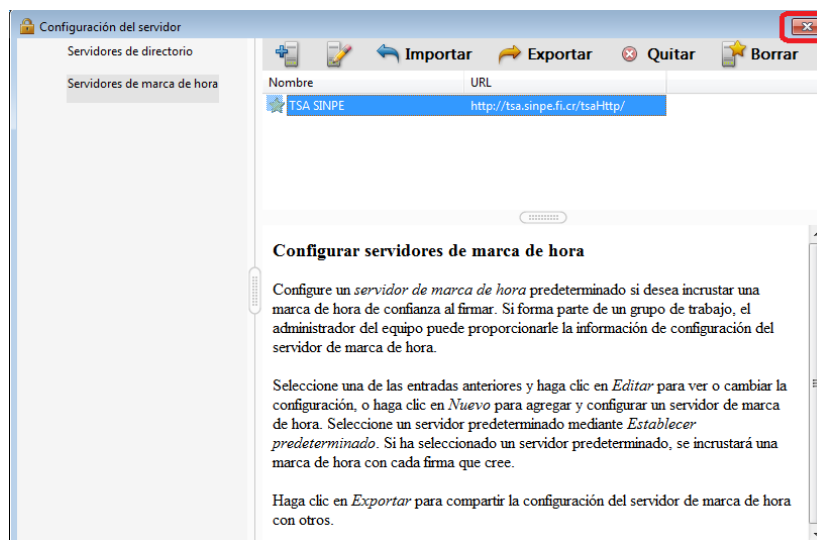 Configuración del servidor
Servidores de directorio
Servidores de marca de hora
Importar Exportar Quitar Borrar
Nombre URL
TSA SINPE http://tsa.sinpe.fi.cr/tsaHttp/
Configurar servidores de marca de hora
Configure un servidor de marca de hora predeterminado si desea incrustar una
marca de hora de confianza al firmar. Si forma parte de un grupo de trabajo, el
administrador del equipo puede proporcionarle la información de configuración del
servidor de marca de hora.
Seleccione una de las entradas anteriores y haga clic en Editar para ver o cambiar la
configuración, o haga clic en Nuevo para agregar y configurar un servidor de marca
de hora. Seleccione un servidor predeterminado mediante Establecer
predeterminado. Si ha seleccionado un servidor predeterminado, se incrustará una
marca de hora con cada firma que cree.
Haga clic en Exportar para compartir la configuración del servidor de marca de hora
con otros.